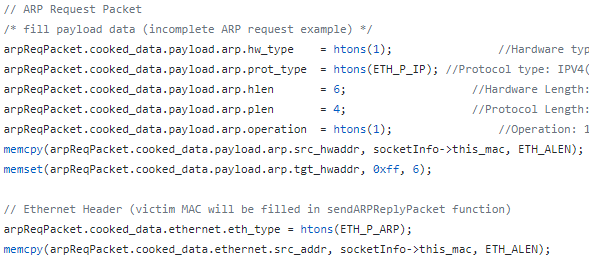 // ARP Request Packet
/* fill payload data (incomplete ARP request example) */
arpReqPacket.cooked_data.payload.arp.hw_type = htons(1); //Hardware typ
arpReqPacket.cooked_data.payload.arp.prot_type = htons(ETH_P_IP); //Protocol type: IPV4(
arpReqPacket.cooked_data.payload.arp.hlen = 6; //Hardware Length:
arpReqPacket.cooked_data.payload.arp.plen = 4; //Protocol Length:
arpReqPacket.cooked_data.payload.arp.operation = htons(1); //Operation: 1
memcpy(arpReqPacket.cooked_data.payload.arp.src_hwaddr, socketInfo->this_mac, ETH_ALEN);
memset(arpReqPacket.cooked_data.payload.arp.tgt_hwaddr, 0xff, 6);
// Ethernet Header (victim MAC will be filled in sendARPReplyPacket function)
arpReqPacket.cooked_data.ethernet.eth_type = htons(ETH_P_ARP);
memcpy(arpReqPacket.cooked_data.ethernet.src_addr, socketInfo->this_mac, ETH_ALEN);